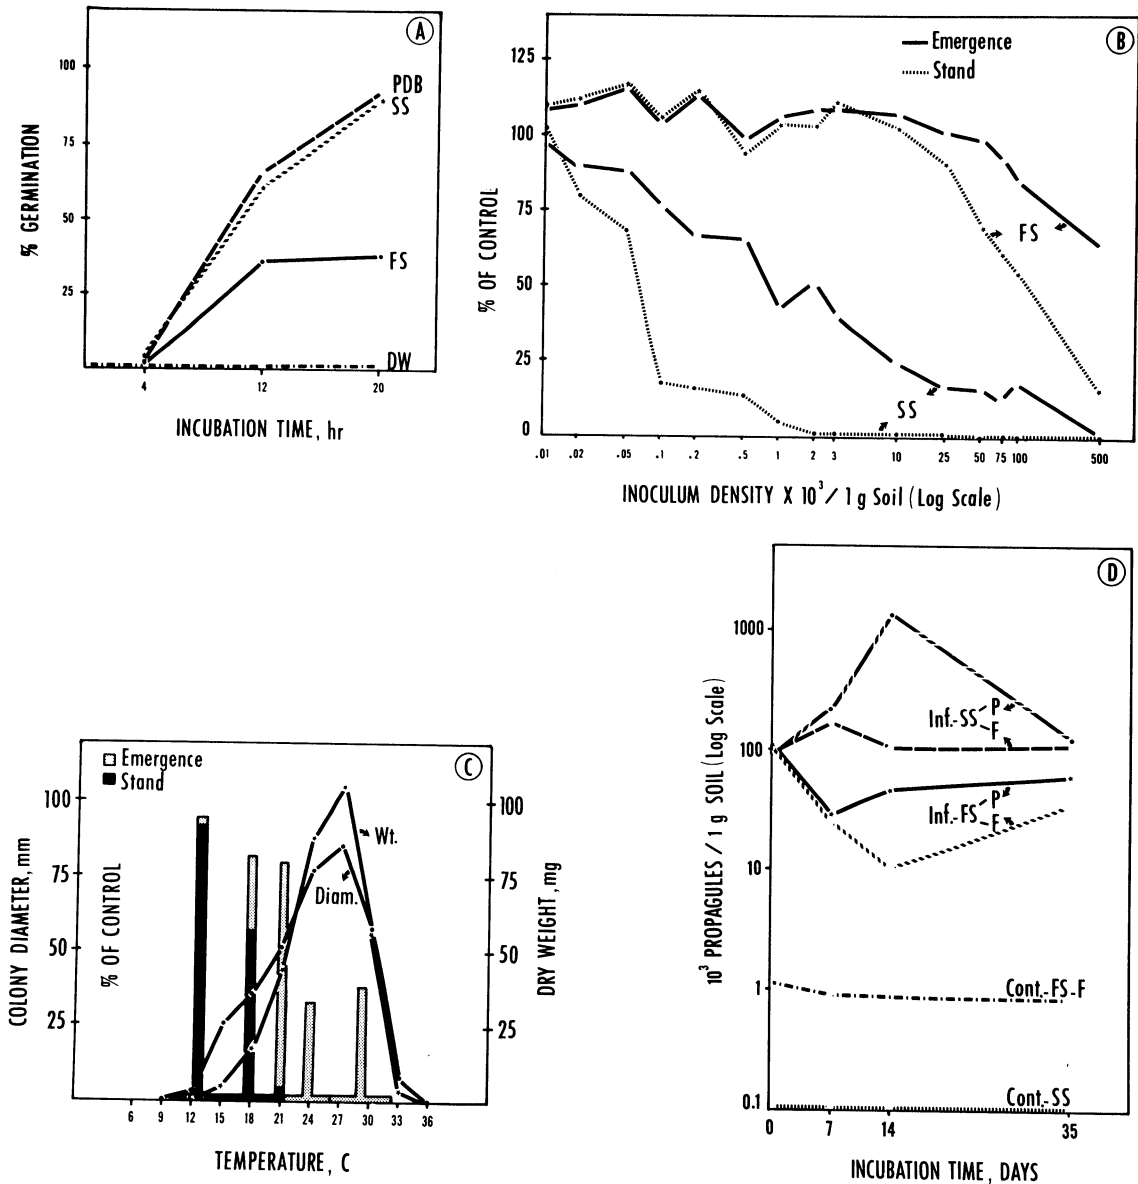 A
100
75
50
25
% GERMINATION
PDB
SS
FS
DW
4 12 20
INCUBATION TIME, hr
B
Emergence
Stand
125
100
75
50
25
0
% OF CONTROL
FS
SS
.01 .02 .05 .1 .2 .5 1 2 3 10 25 50 75 100 500
INOCULUM DENSITY X 10³/ 1 g Soil (Log Scale)
C
Emergence
Stand
100
75
50
25
COLONY DIAMETER, mm
% OF CONTROL
Wt.
Diam.
100
75
50
25
DRY WEIGHT, mg
6 9 12 15 18 21 24 27 30 33 36
TEMPERATURE, C
D
1000
100
10
1
0.1
10³ PROPAGULES / 1 g SOIL (Log Scale)
Inf.-SS P
F
Inf.-FS P
F
Cont.-FS-F
Cont.-SS
0 7 14 35
INCUBATION TIME, DAYS